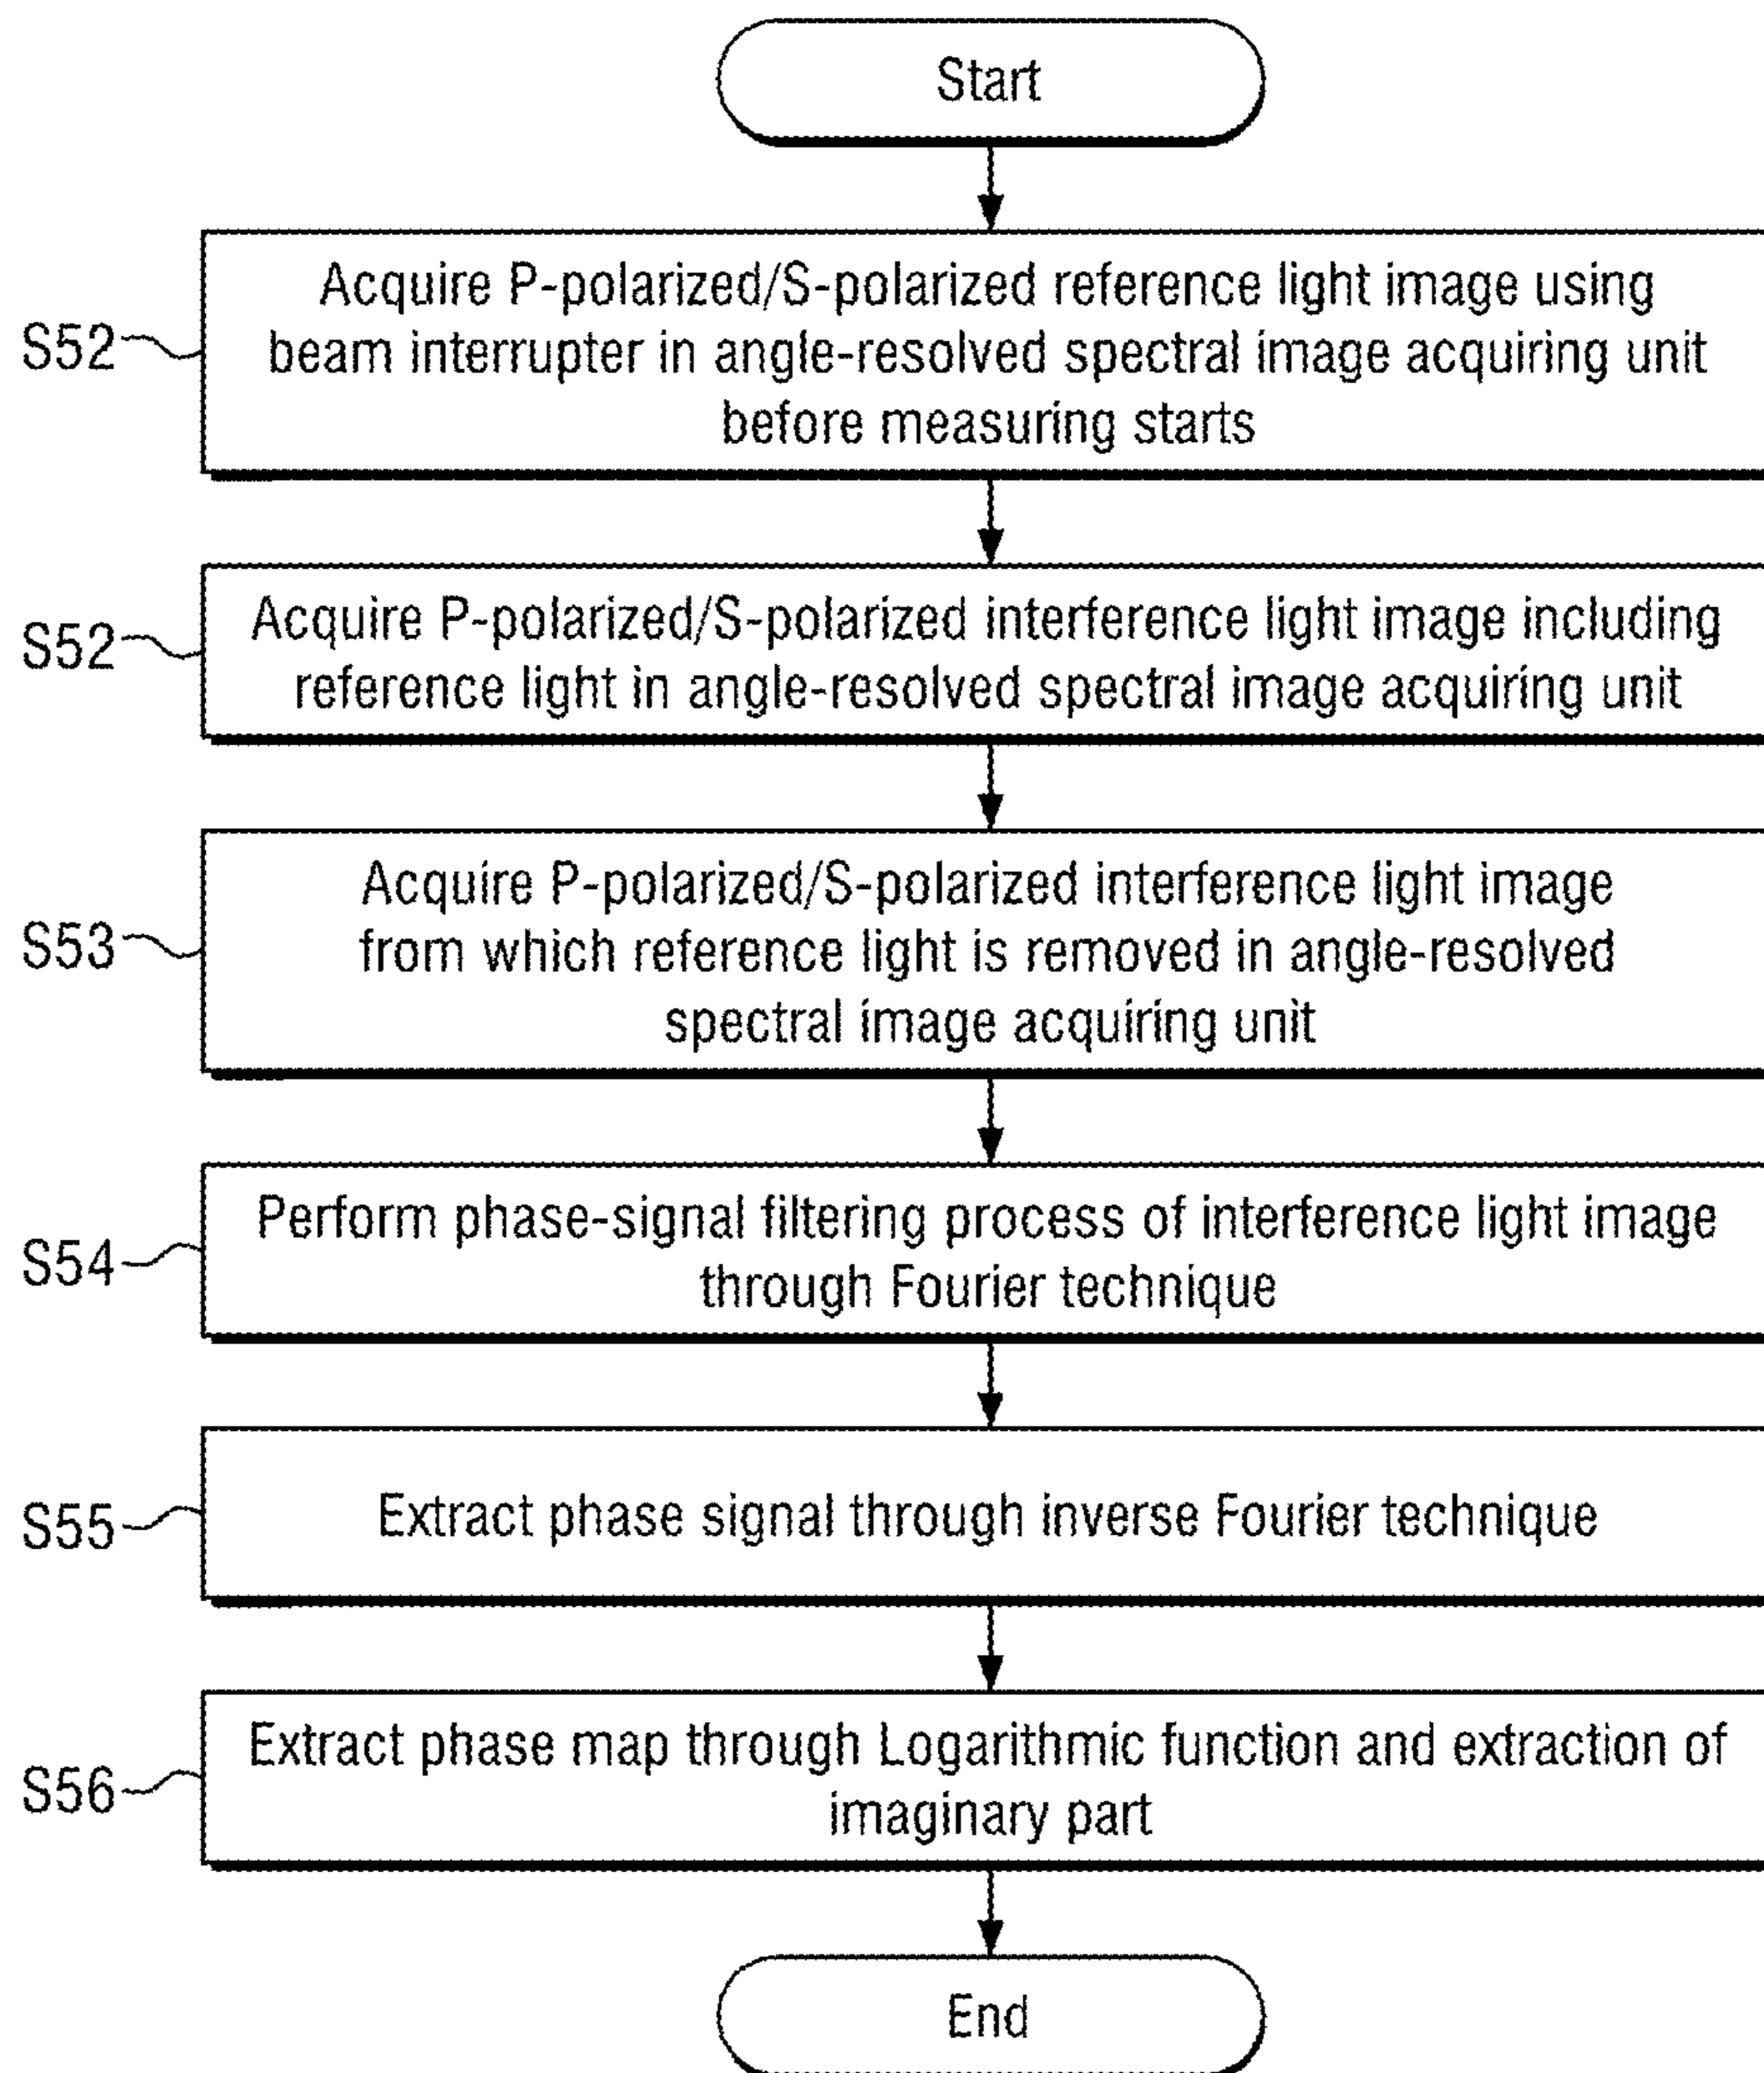 Start
S52
Acquire P-polarized/S-polarized reference light image using
beam interrupter in angle-resolved spectral image acquiring unit
before measuring starts
S52
Acquire P-polarized/S-polarized interference light image including
reference light in angle-resolved spectral image acquiring unit
S53
Acquire P-polarized/S-polarized interference light image
from which reference light is removed in angle-resolved
spectral image acquiring unit
S54
Perform phase-signal filtering process of interference light image
through Fourier technique
S55
Extract phase signal through inverse Fourier technique
S56
Extract phase map through Logarithmic function and extraction of
imaginary part
End